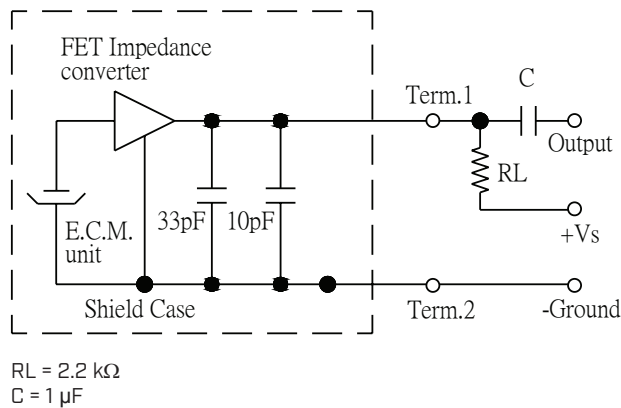 FET Impedance
converter
Term.1
C
Output
RL
33pF
10pF
+Vs
E.C.M.
unit
Shield Case
Term.2
-Ground
RL = 2.2 kΩ
C = 1 µF